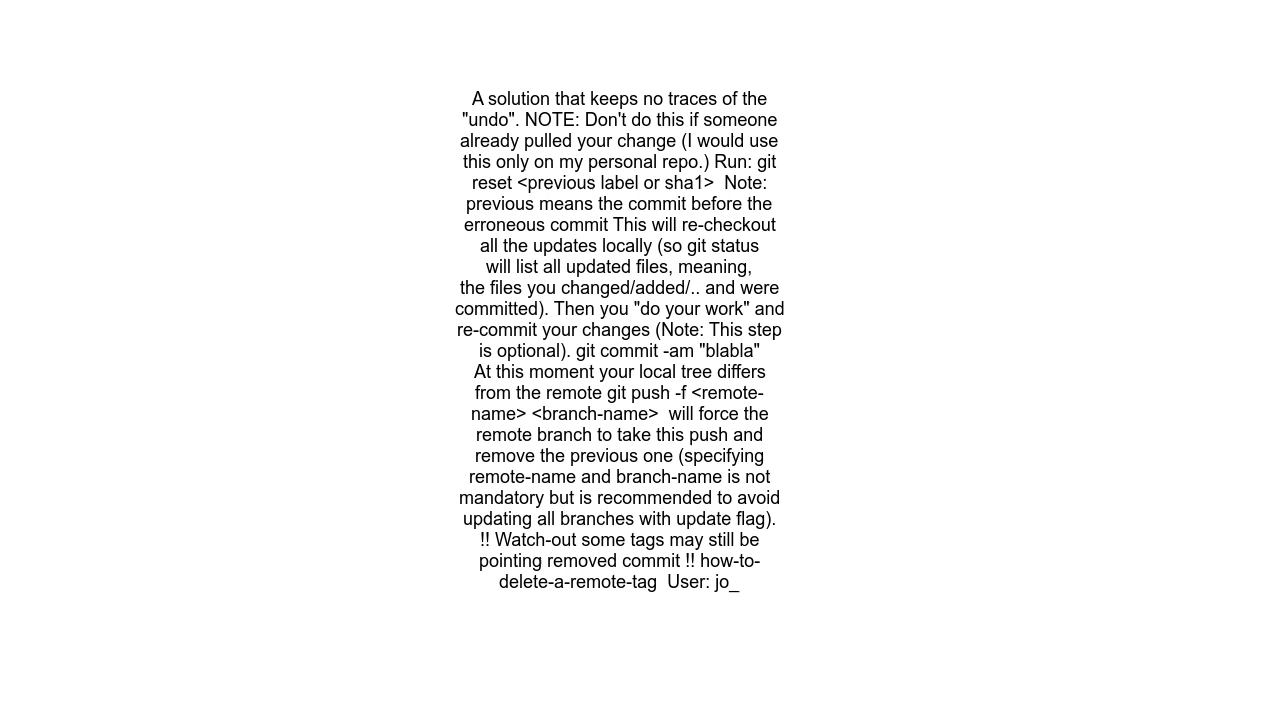 A solution that keeps no traces of the
"undo". NOTE: Don't do this if someone
already pulled your change (I would use
this only on my personal repo.) Run: git
reset <previous label or sha1>  Note:
previous means the commit before the
erroneous commit This will re-checkout
all the updates locally (so git status
will list all updated files, meaning,
the files you changed/added/.. and were
committed). Then you "do your work" and
re-commit your changes (Note: This step
is optional). git commit -am "blabla"
At this moment your local tree differs
from the remote git push -f <remote-
name> <branch-name>  will force the
remote branch to take this push and
remove the previous one (specifying
remote-name and branch-name is not
mandatory but is recommended to avoid
updating all branches with update flag).
!! Watch-out some tags may still be
pointing removed commit !! how-to-
delete-a-remote-tag  User: jo_